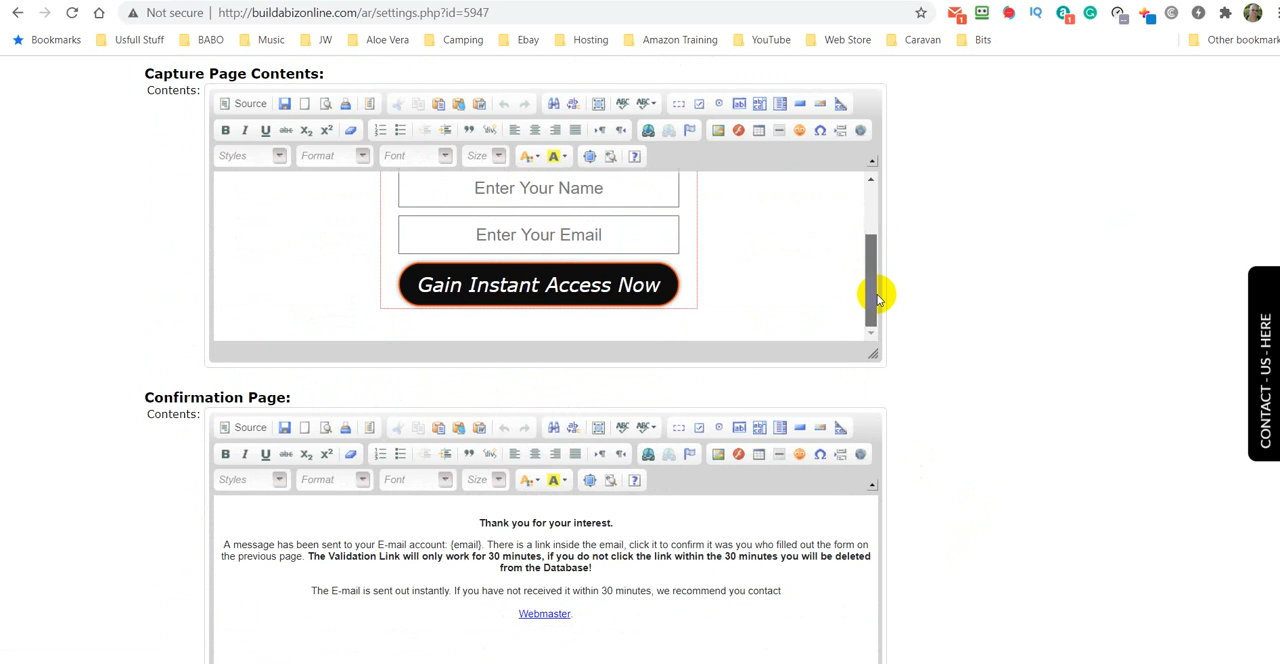 Not secure http://buildabizonline.com/ar/settings.php?id=5947
Bookmarks Usfull Stuff BABO Music JW Aloe Vera Camping Ebay Hosting Amazon Training YouTube Web Store Caravan Bits Other bookmark
Capture Page Contents:
Contents:
Source
B I U abc X₂ X²
Styles Format Font Size
Enter Your Name
Enter Your Email
Gain Instant Access Now
CONTACT - US - HERE
Confirmation Page:
Contents:
Source
B I U abc X₂ X²
Styles Format Font Size
Thank you for your interest.
A message has been sent to your E-mail account: {email}. There is a link inside the email, click it to confirm it was you who filled out the form on
the previous page. The Validation Link will only work for 30 minutes, if you do not click the link within the 30 minutes you will be deleted
from the Database!
The E-mail is sent out instantly. If you have not received it within 30 minutes, we recommend you contact
Webmaster.